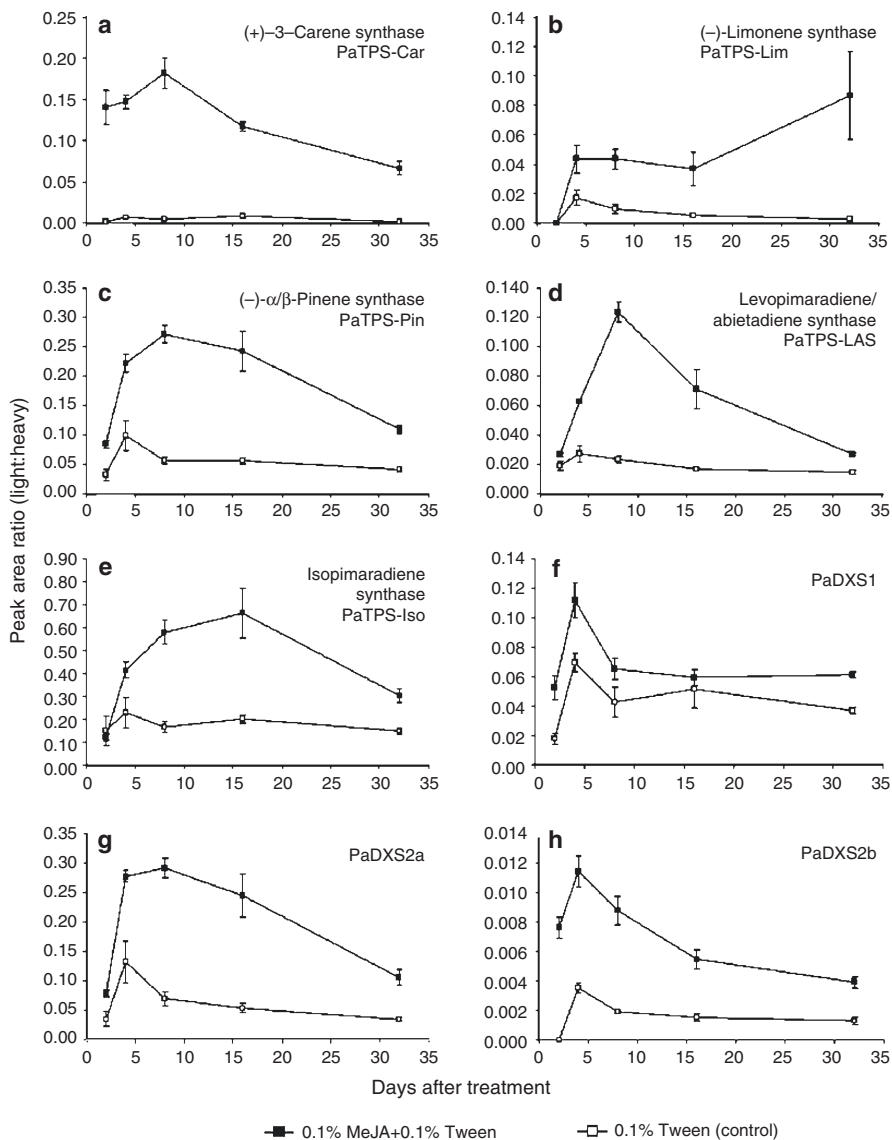 a
(+)–3–Carene synthase
PaTPS-Car
0.25
0.20
0.15
0.10
0.05
0.00
0 5 10 15 20 25 30 35
b
(–)-Limonene synthase
PaTPS-Lim
0.14
0.12
0.10
0.08
0.06
0.04
0.02
0.00
0 5 10 15 20 25 30 35
c
(–)-α/β-Pinene synthase
PaTPS-Pin
0.35
0.30
0.25
0.20
0.15
0.10
0.05
0.00
0 5 10 15 20 25 30 35
d
Levopimaradiene/
abietadiene synthase
PaTPS-LAS
0.140
0.120
0.100
0.080
0.060
0.040
0.020
0.000
0 5 10 15 20 25 30 35
Peak area ratio (light:heavy)
e
Isopimaradiene
synthase
PaTPS-Iso
0.90
0.80
0.70
0.60
0.50
0.40
0.30
0.20
0.10
0.00
0 5 10 15 20 25 30 35
f
PaDXS1
0.14
0.12
0.10
0.08
0.06
0.04
0.02
0.00
0 5 10 15 20 25 30 35
g
PaDXS2a
0.35
0.30
0.25
0.20
0.15
0.10
0.05
0.00
0 5 10 15 20 25 30 35
h
PaDXS2b
0.014
0.012
0.010
0.008
0.006
0.004
0.002
0.000
0 5 10 15 20 25 30 35
Days after treatment
0.1% MeJA+0.1% Tween
0.1% Tween (control)